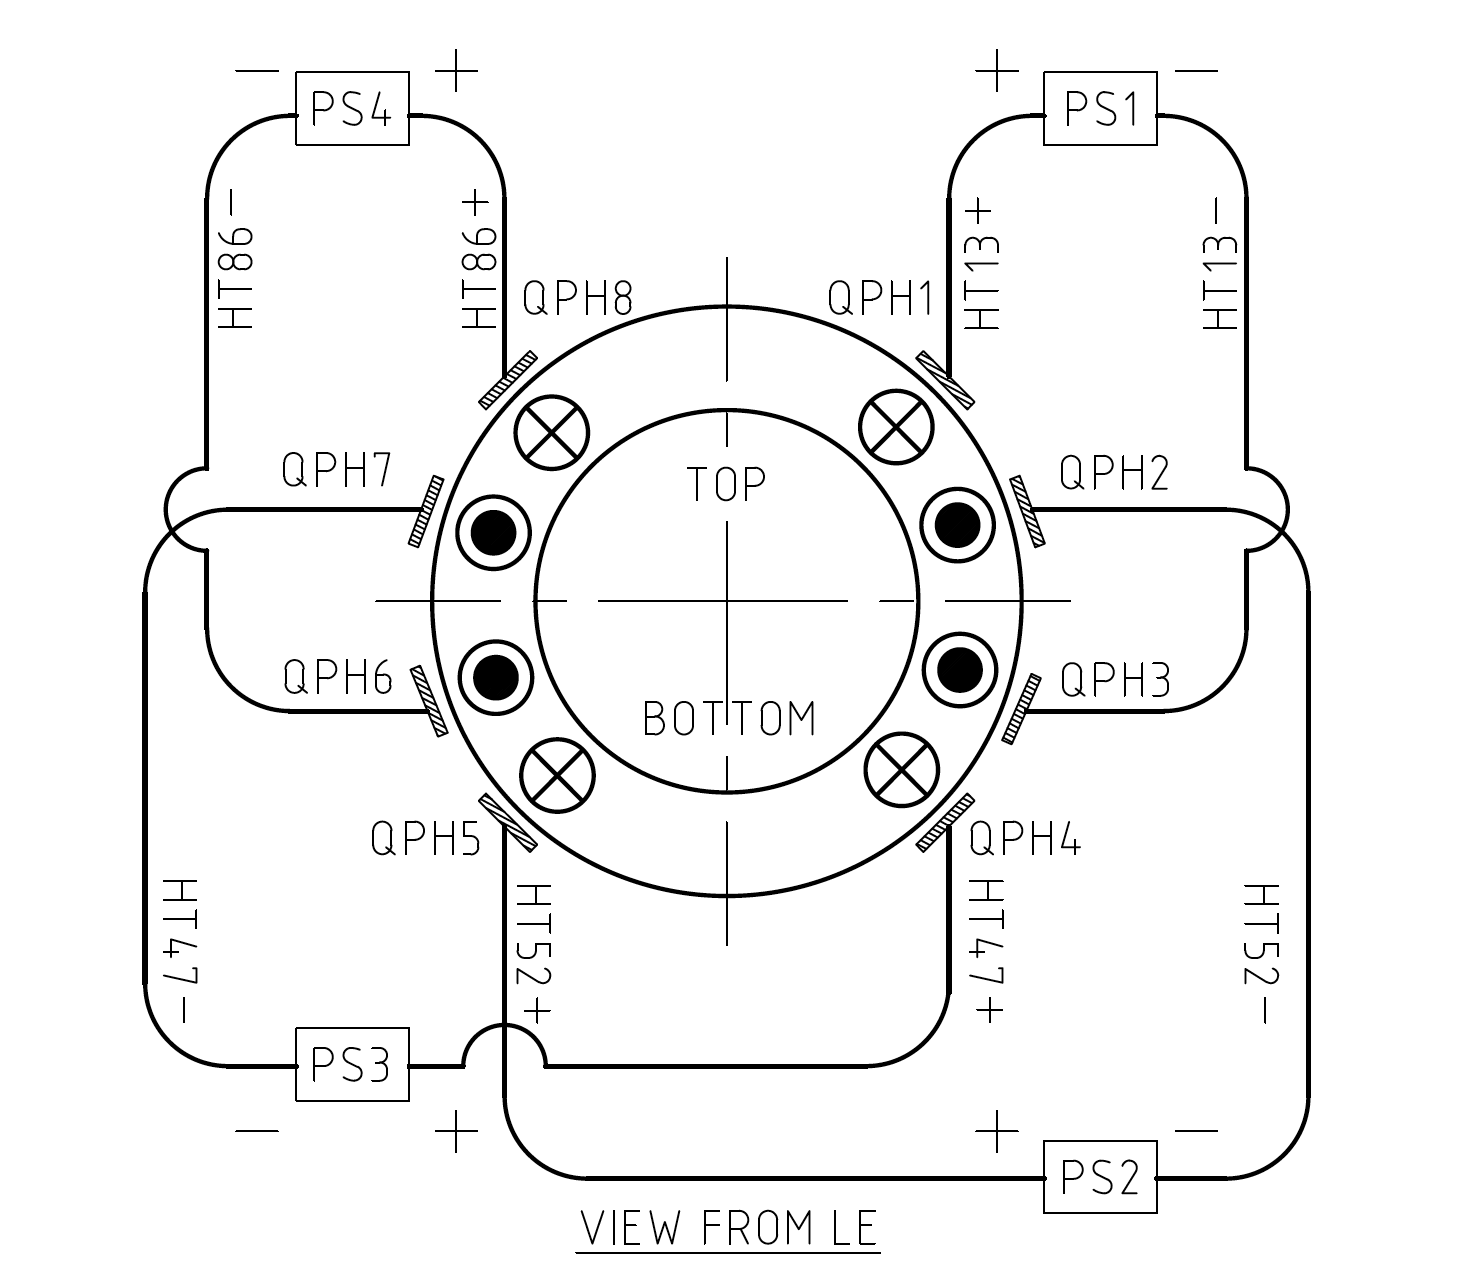 − PS4 +
+ PS1 −
HT86−
HT86+
HT13+
HT13−
QPH8
QPH1
QPH7
TOP
QPH2
QPH6
BOTTOM
QPH3
QPH5
QPH4
HT47−
HT52+
HT47+
HT52−
PS3
− +
+ −
PS2
VIEW FROM LE